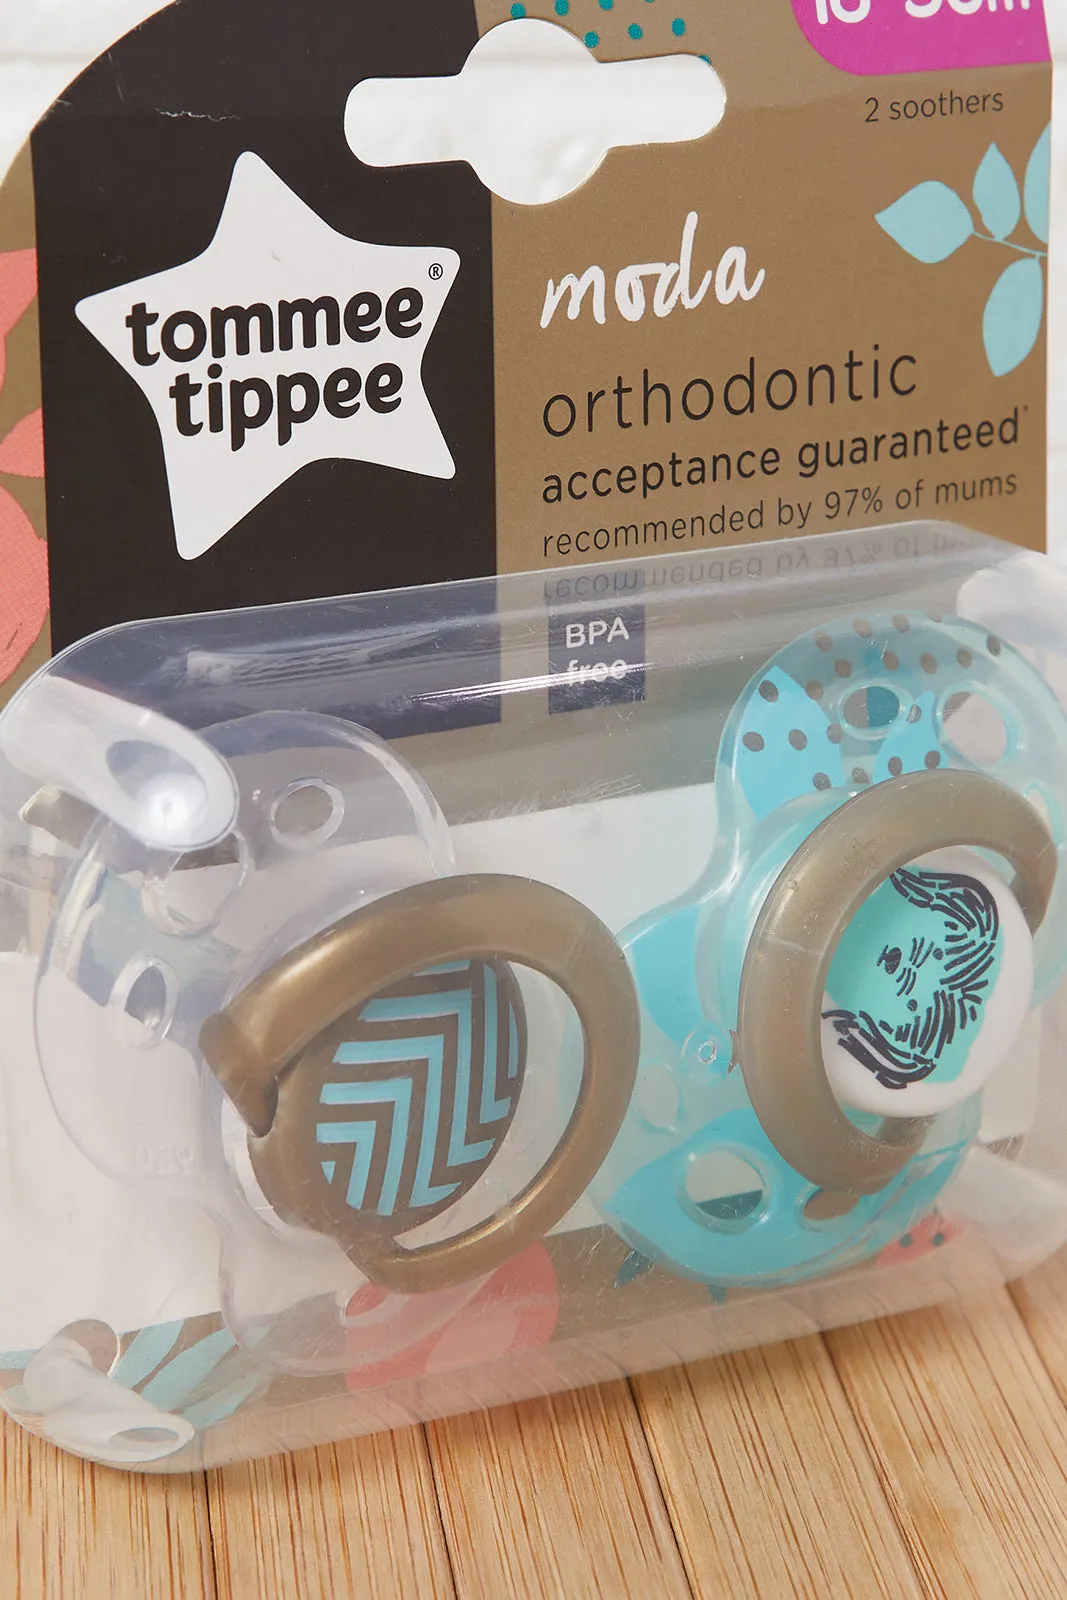 2 soothers
tommee®
tippee
moda
orthodontic
acceptance guaranteed*
recommended by 97% of mums
BPA
free